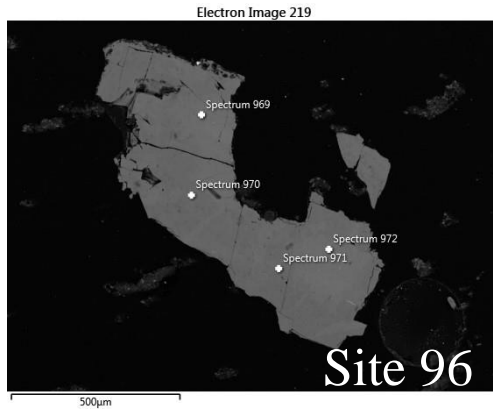 Electron Image 219
Spectrum 969
Spectrum 970
Spectrum 972
Spectrum 971
Site 96
500µm